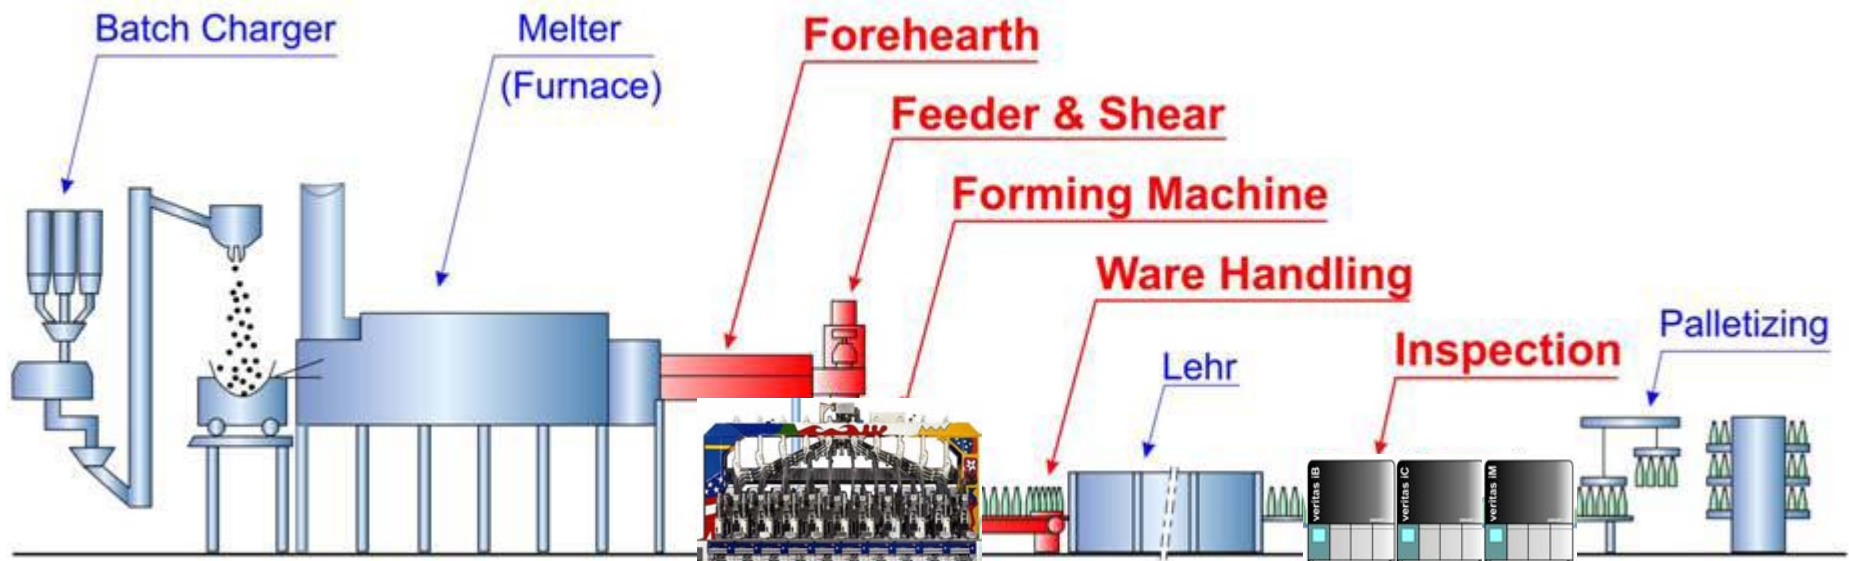 Batch Charger
Melter
(Furnace)
Forehearth
Feeder & Shear
Forming Machine
Ware Handling
Lehr
Inspection
Palletizing
veritas iB
veritas iC
veritas iM